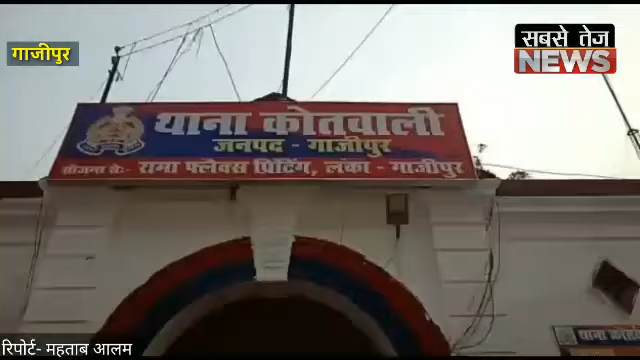 गाजीपुर
सबसे तेज
NEWS
थाना कोतवाली
जनपद - गाजीपुर
सौजन्य से:- रामा फ्लेक्स प्रिंटिंग, लंका - गाजीपुर
थाना
रिपोर्ट- महताब आलम